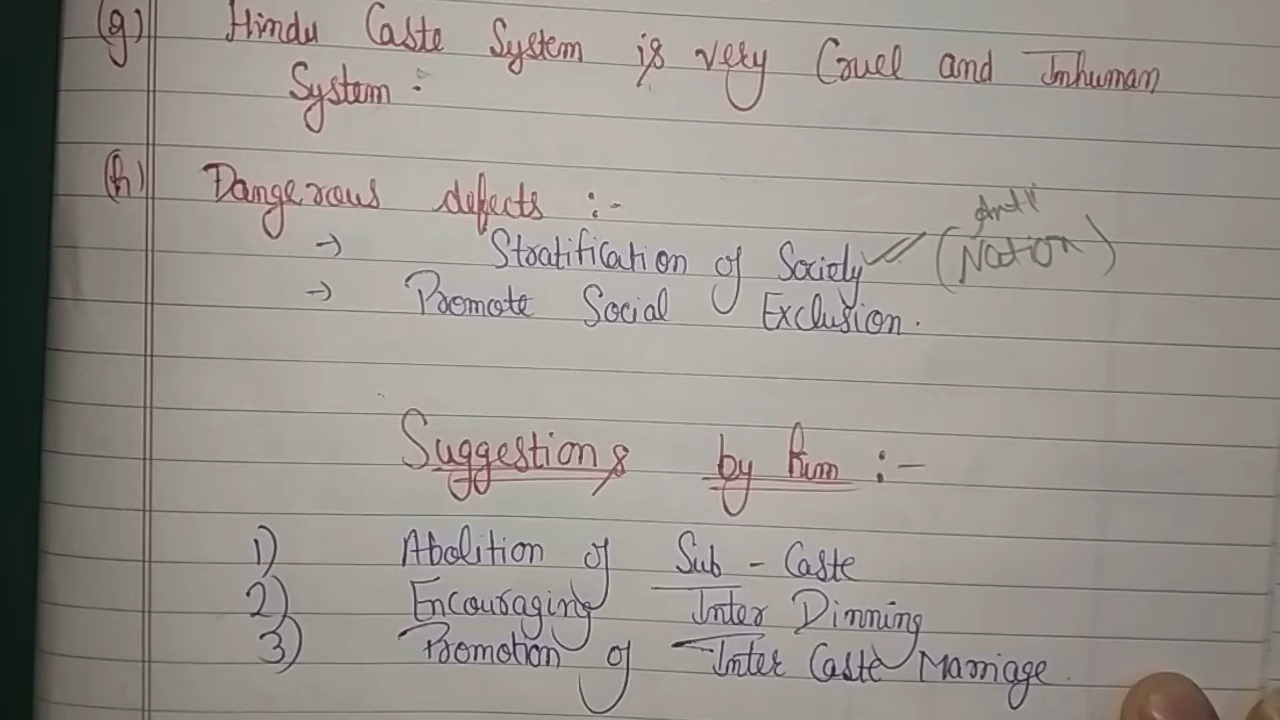 (g) Hindu Caste System is very Cruel and Inhuman
System :
(h) Dangerous defects :-
→ Stratification of Society (Anti Nation)
→ Promote Social Exclusion.
Suggestions by him :-
1) Abolition of Sub - Caste
2) Encouraging Inter Dinning
3) Promotion of Inter Caste Marriage.